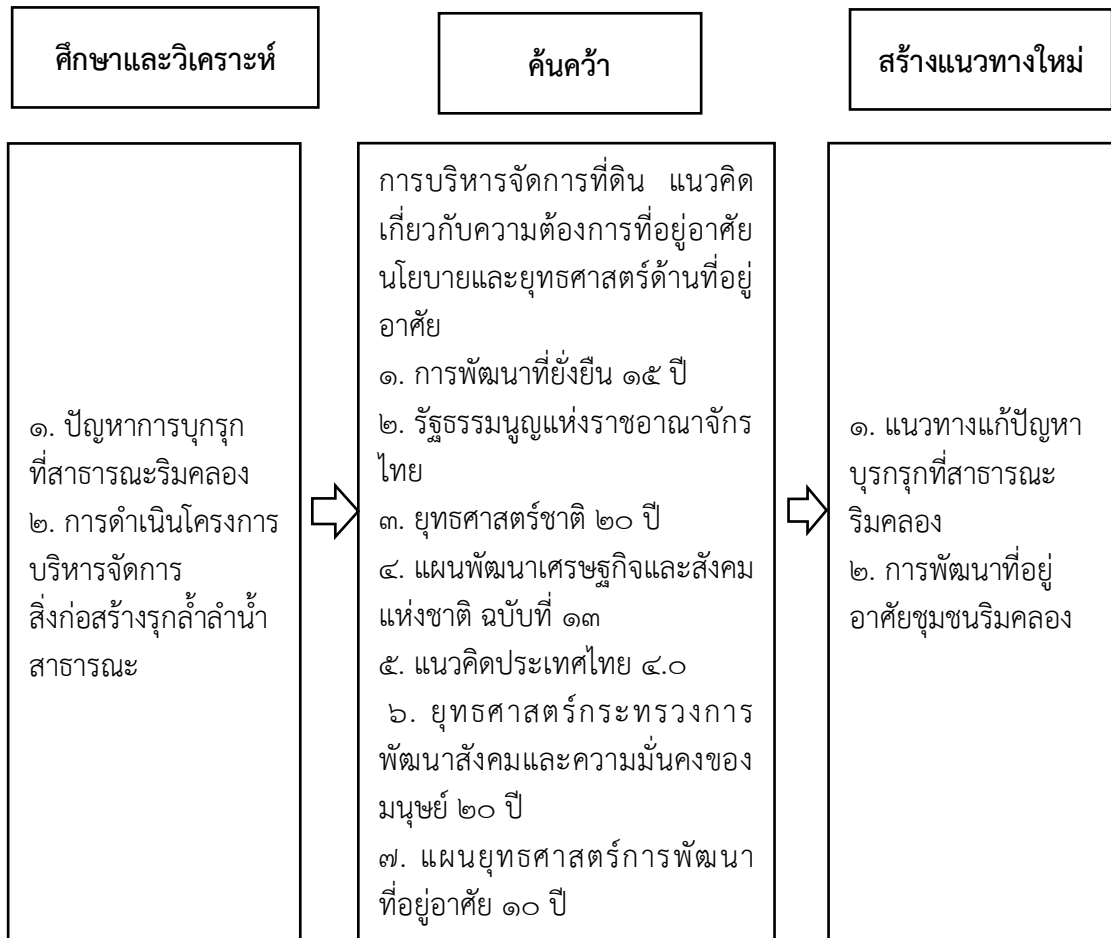 ศึกษาและวิเคราะห์
ค้นคว้า
สร้างแนวทางใหม่
๑. ปัญหาการบุกรุก
ที่สาธารณะริมคลอง
๒. การดำเนินโครงการ
บริหารจัดการ
สิ่งก่อสร้างรุกล้ำลำน้ำ
สาธารณะ
การบริหารจัดการที่ดิน แนวคิด
เกี่ยวกับความต้องการที่อยู่อาศัย
นโยบายและยุทธศาสตร์ด้านที่อยู่
อาศัย
๑. การพัฒนาที่ยั่งยืน ๑๕ ปี
๒. รัฐธรรมนูญแห่งราชอาณาจักร
ไทย
๓. ยุทธศาสตร์ชาติ ๒๐ ปี
๔. แผนพัฒนาเศรษฐกิจและสังคม
แห่งชาติ ฉบับที่ ๑๓
๕. แนวคิดประเทศไทย ๔.๐
๖. ยุทธศาสตร์กระทรวงการ
พัฒนาสังคมและความมั่นคงของ
มนุษย์ ๒๐ ปี
๗. แผนยุทธศาสตร์การพัฒนา
ที่อยู่อาศัย ๑๐ ปี
๑. แนวทางแก้ปัญหา
บุรกรุกที่สาธารณะ
ริมคลอง
๒. การพัฒนาที่อยู่
อาศัยชุมชนริมคลอง